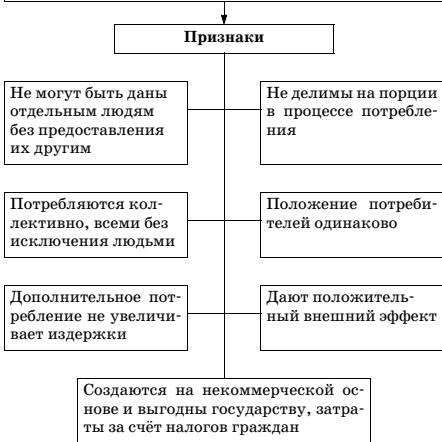 Признаки
Не могут быть даны
отдельным людям
без предоставления
их другим
Не делимы на порции
в процессе потребле-
ния
Потребляются кол-
лективно, всеми без
исключения людьми
Положение потреби-
телей одинаково
Дополнительное пот-
ребление не увеличи-
вает издержки
Дают положитель-
ный внешний эффект
Создаются на некоммерческой ос-
нове и выгодны государству, затра-
ты за счёт налогов граждан